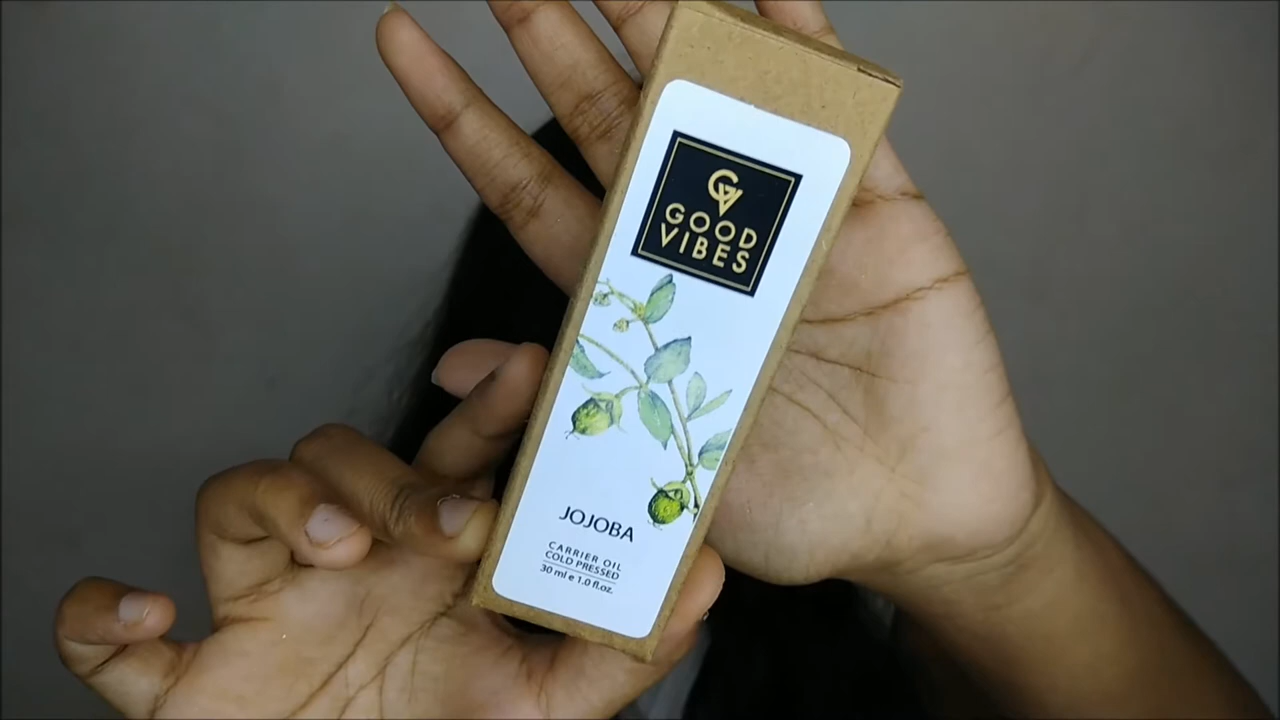 GV
GOOD
VIBES
JOJOBA
CARRIER OIL
COLD PRESSED
30 ml e 1.0 fl.oz.